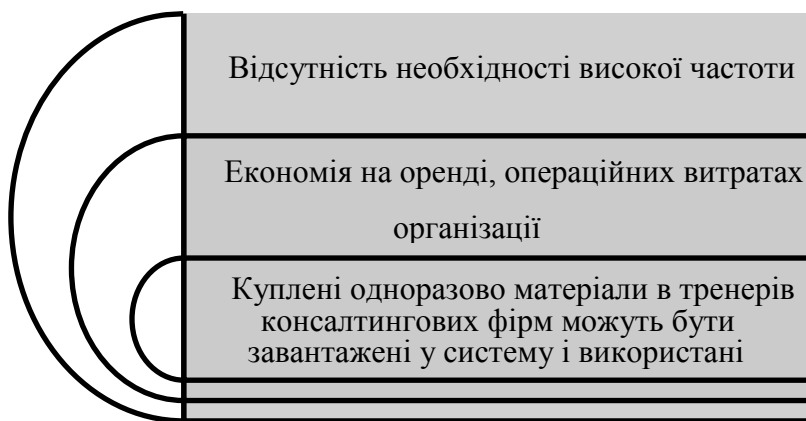 Відсутність необхідності високої частоти
Економія на оренді, операційних витратах
організації
Куплені одноразово матеріали в тренерів
консалтингових фірм можуть бути
завантажені у систему і використані